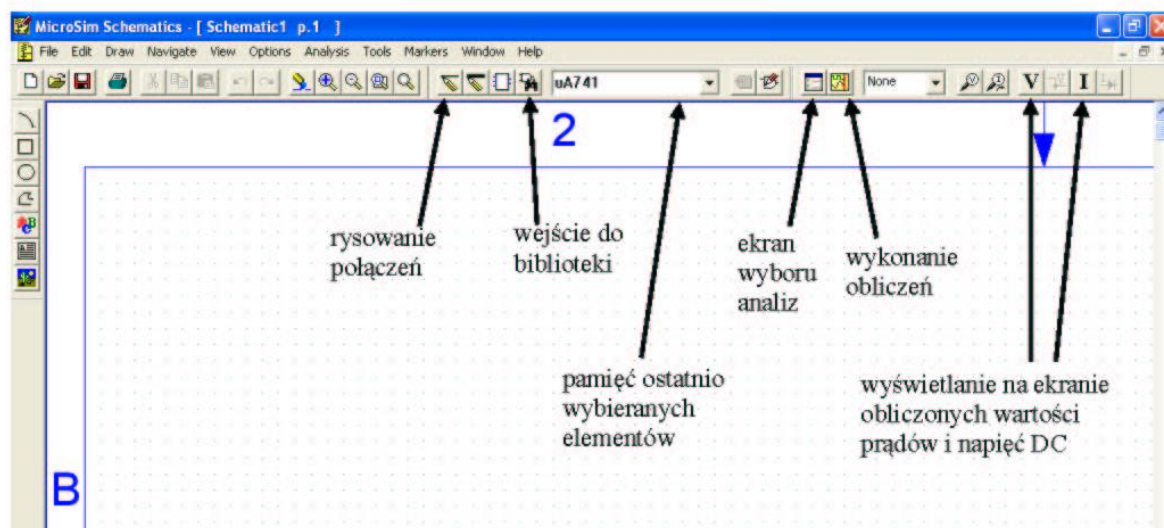 MicroSim Schematics - [ Schematic1 p.1 ]
File Edit Draw Navigate View Options Analysis Tools Markers Window Help
uA741
None
V
I
2
rysowanie
połączeń
wejście do
biblioteki
ekran
wyboru
analiz
wykonanie
obliczeń
pamięć ostatnio
wybieranych
elementów
wyświetlanie na ekranie
obliczonych wartości
prądów i napięć DC
B